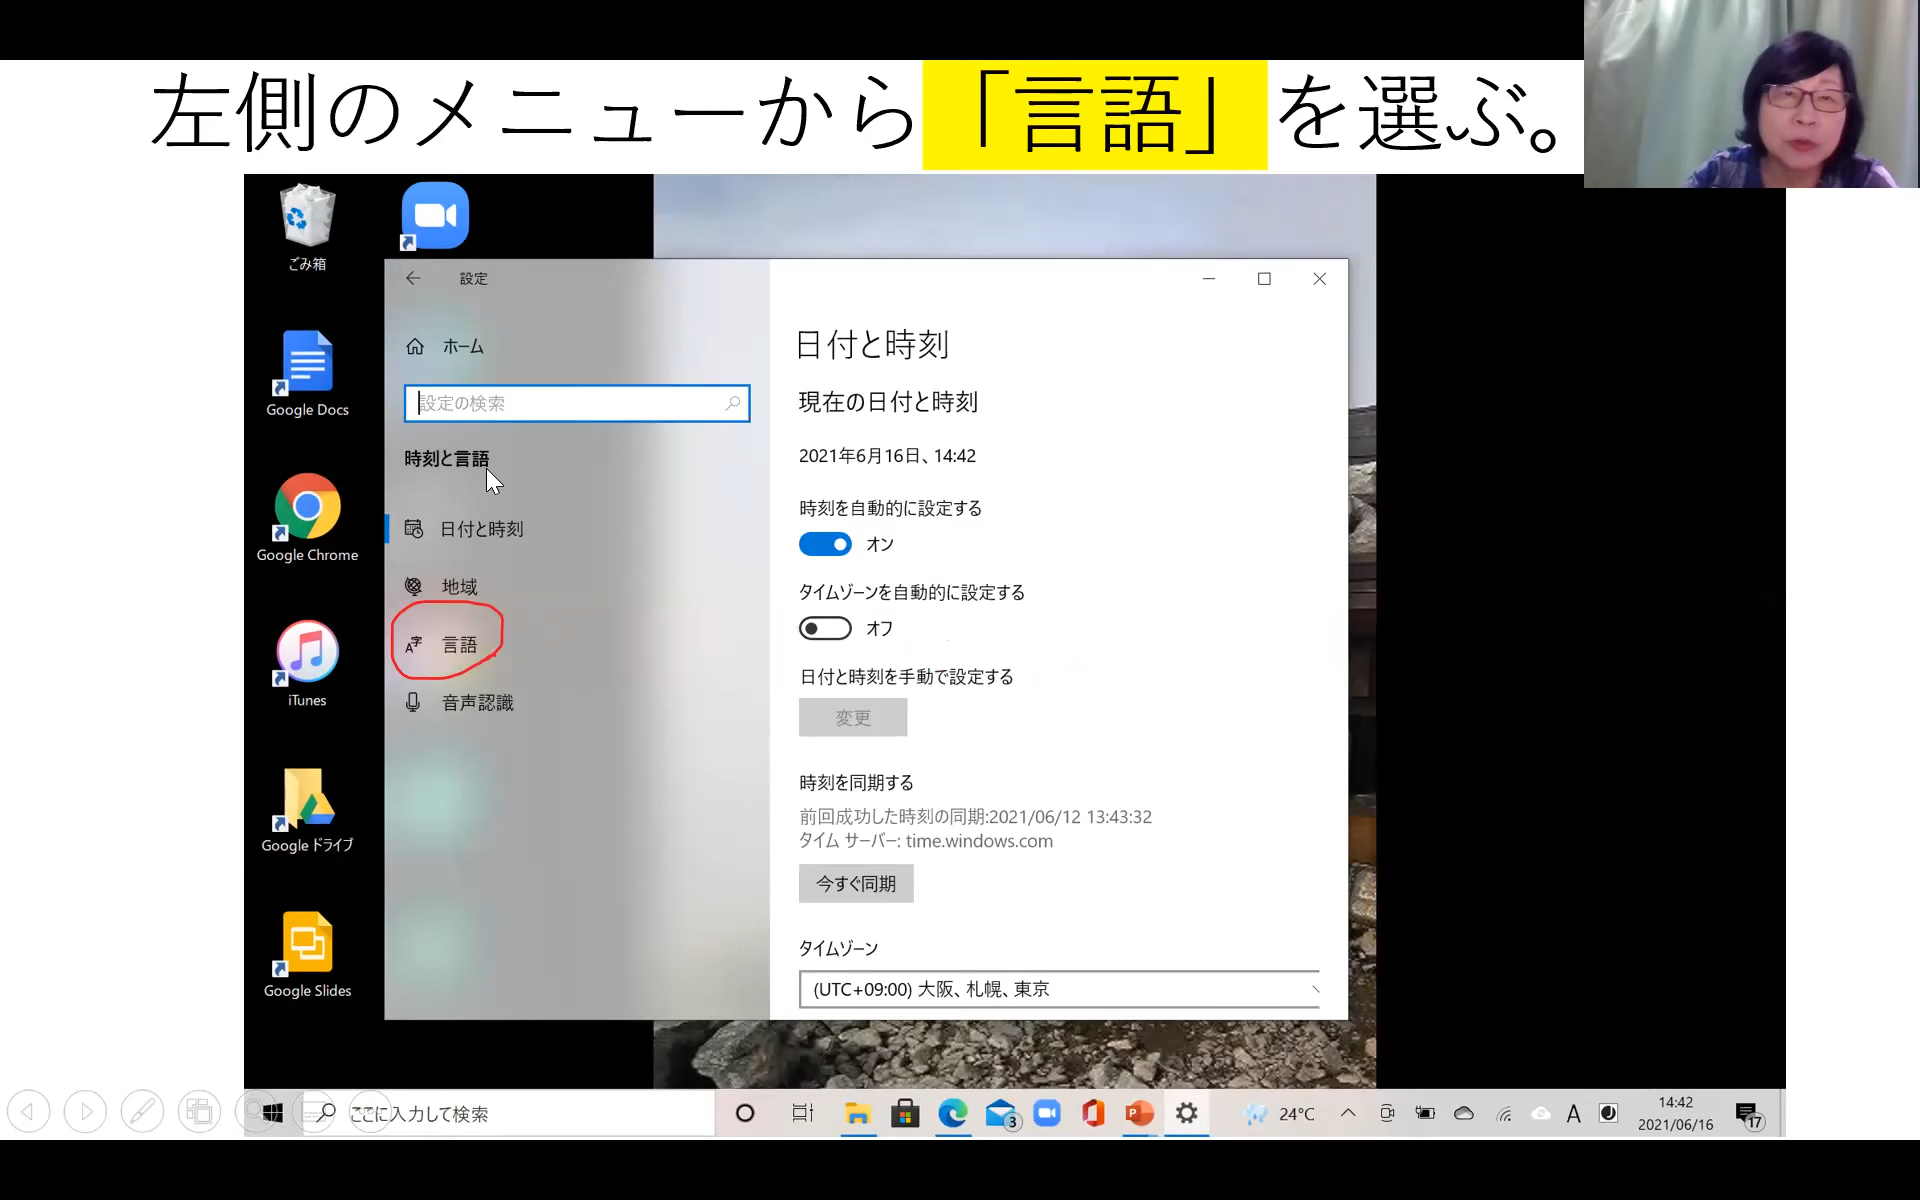 左側のメニューから「言語」を選ぶ。
ごみ箱
Google Docs
Google Chrome
iTunes
Google ドライブ
Google Slides
設定
ホーム
設定の検索
時刻と言語
日付と時刻
地域
A字 言語
音声認識
日付と時刻
現在の日付と時刻
2021年6月16日、14:42
時刻を自動的に設定する
オン
タイムゾーンを自動的に設定する
オフ
日付と時刻を手動で設定する
変更
時刻を同期する
前回成功した時刻の同期:2021/06/12 13:43:32
タイム サーバー: time.windows.com
今すぐ同期
タイムゾーン
(UTC+09:00) 大阪、札幌、東京
ここに入力して検索
3
P
24°C
A
14:42
2021/06/16
17